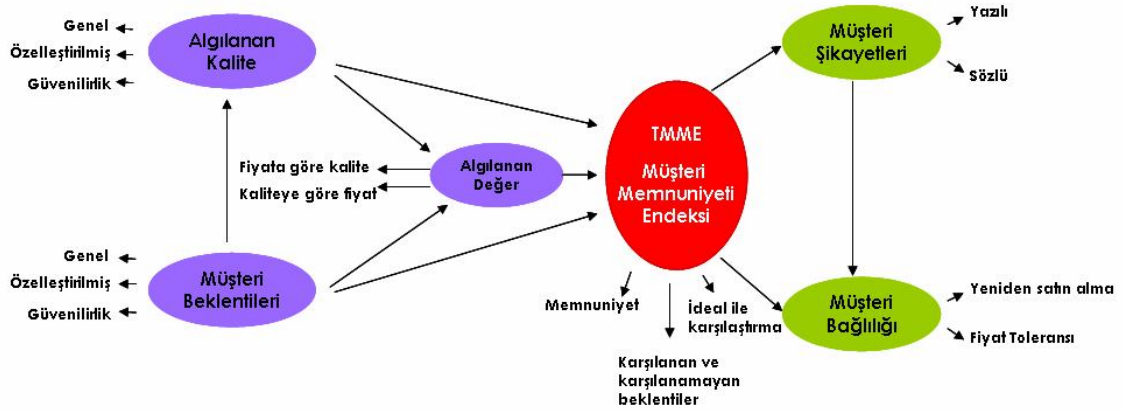 Genel
Özelleştirilmiş
Güvenilirlik
Algılanan
Kalite
Fiyata göre kalite
Kaliteye göre fiyat
Algılanan
Değer
Genel
Özelleştirilmiş
Güvenilirlik
Müşteri
Beklentileri
TMME
Müşteri
Memnuniyeti
Endeksi
Memnuniyet
Karşılanan ve
karşılanamayan
beklentiler
İdeal ile
karşılaştırma
Müşteri
Şikayetleri
Yazılı
Sözlü
Müşteri
Bağlılığı
Yeniden satın alma
Fiyat Toleransı